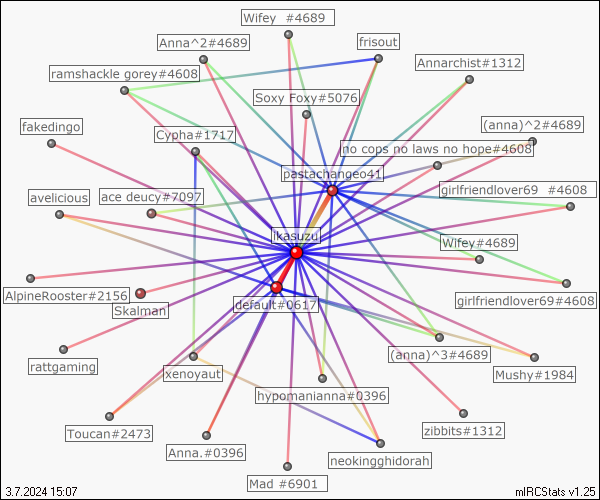 Wifey  #4689
Anna^2#4689
frisout
Annarchist#1312
ramshackle gorey#4608
Soxy Foxy#5076
fakedingo
Cypha#1717
(anna)^2#4689
no cops no laws no hope#4608
pastachangeo41
avelicious
ace deucy#7097
girlfriendlover69  #4608
ikasuzu
Wifey#4689
AlpineRooster#2156
Skalman
default#0617
girlfriendlover69#4608
rattgaming
xenoyaut
(anna)^3#4689
Mushy#1984
hypomanianna#0396
Toucan#2473
Anna.#0396
zibbits#1312
neokingghidorah
Mad #6901
3.7.2024 15:07
mIRCStats v1.25